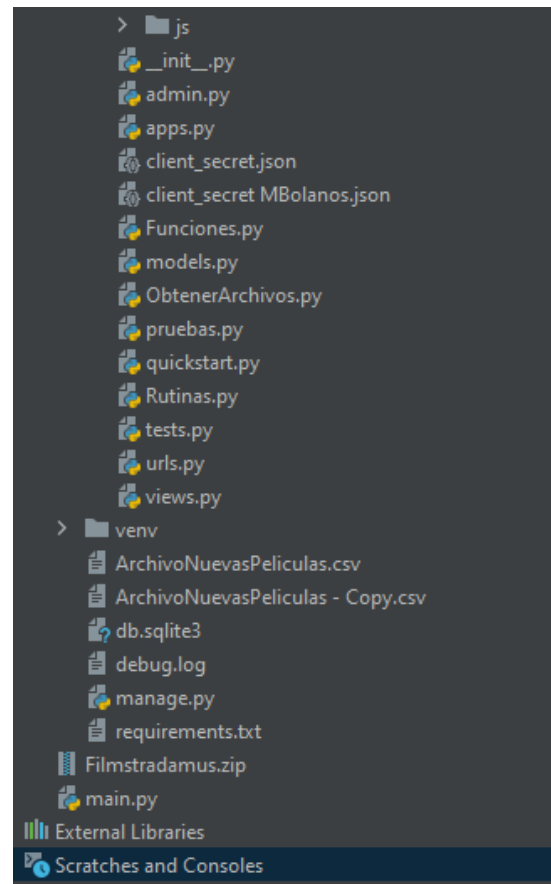 js
__init__.py
admin.py
apps.py
client_secret.json
client_secret MBolanos.json
Funciones.py
models.py
ObtenerArchivos.py
pruebas.py
quickstart.py
Rutinas.py
tests.py
urls.py
views.py
venv
ArchivoNuevasPeliculas.csv
ArchivoNuevasPeliculas - Copy.csv
db.sqlite3
debug.log
manage.py
requirements.txt
Filmstradamus.zip
main.py
External Libraries
Scratches and Consoles